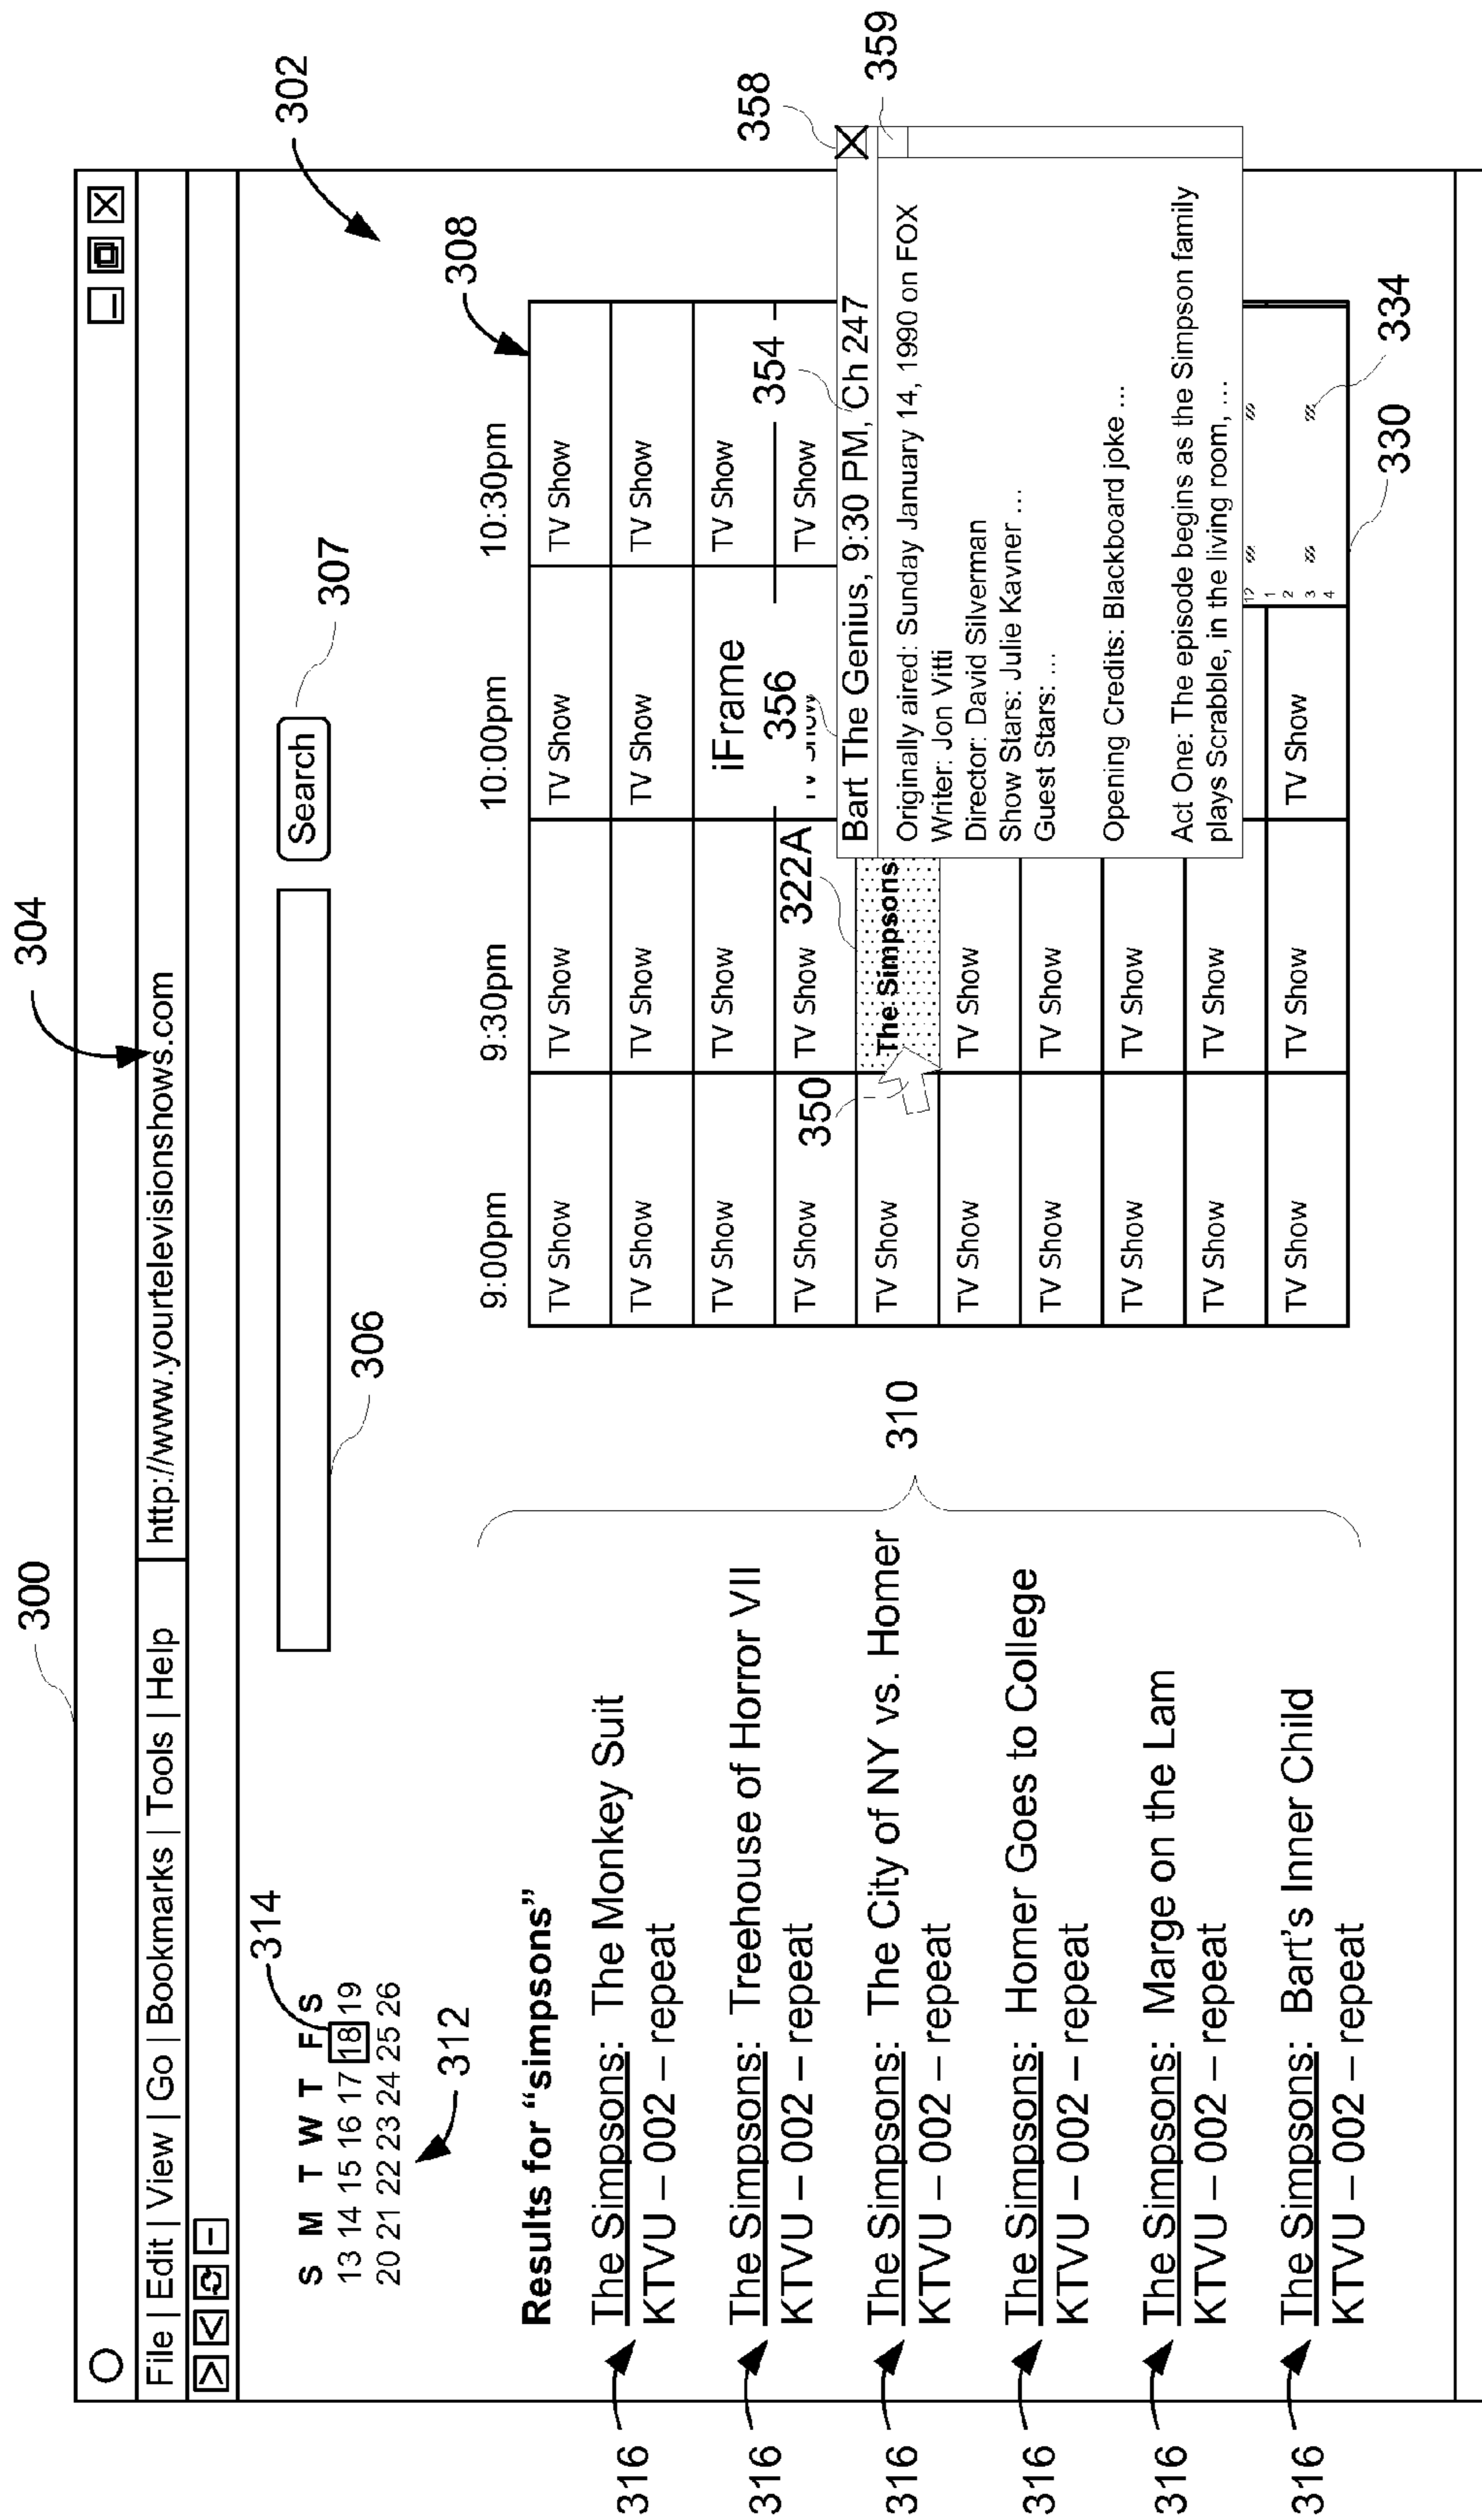 300
304
302
File | Edit | View | Go | Bookmarks | Tools | Help
http://www.yourtelevisionshows.com
314
S M T W T F S
13 14 15 16 17 18 19
20 21 22 23 24 25 26
312
Search
307
306
308
Results for “simpsons”
316
The Simpsons: The Monkey Suit
KTVU – 002 – repeat
316
The Simpsons: Treehouse of Horror VII
KTVU – 002 – repeat
316
The Simpsons: The City of NY vs. Homer
KTVU – 002 – repeat
316
The Simpsons: Homer Goes to College
KTVU – 002 – repeat
316
The Simpsons: Marge on the Lam
KTVU – 002 – repeat
316
The Simpsons: Bart’s Inner Child
KTVU – 002 – repeat
310
9:00pm 9:30pm 10:00pm 10:30pm
TV Show TV Show TV Show TV Show
TV Show TV Show TV Show TV Show
TV Show TV Show iFrame TV Show
TV Show TV Show TV Show TV Show
350 322A 356 354 358
TV Show The Simpsons
TV Show TV Show
TV Show TV Show
TV Show TV Show
TV Show TV Show
TV Show TV Show TV Show
Bart The Genius, 9:30 PM, Ch 247
359
Originally aired: Sunday January 14, 1990 on FOX
Writer: Jon Vitti
Director: David Silverman
Show Stars: Julie Kavner ...
Guest Stars: ...
Opening Credits: Blackboard joke ...
Act One: The episode begins as the Simpson family
plays Scrabble, in the living room, ...
12
1
2
3
4
330
334